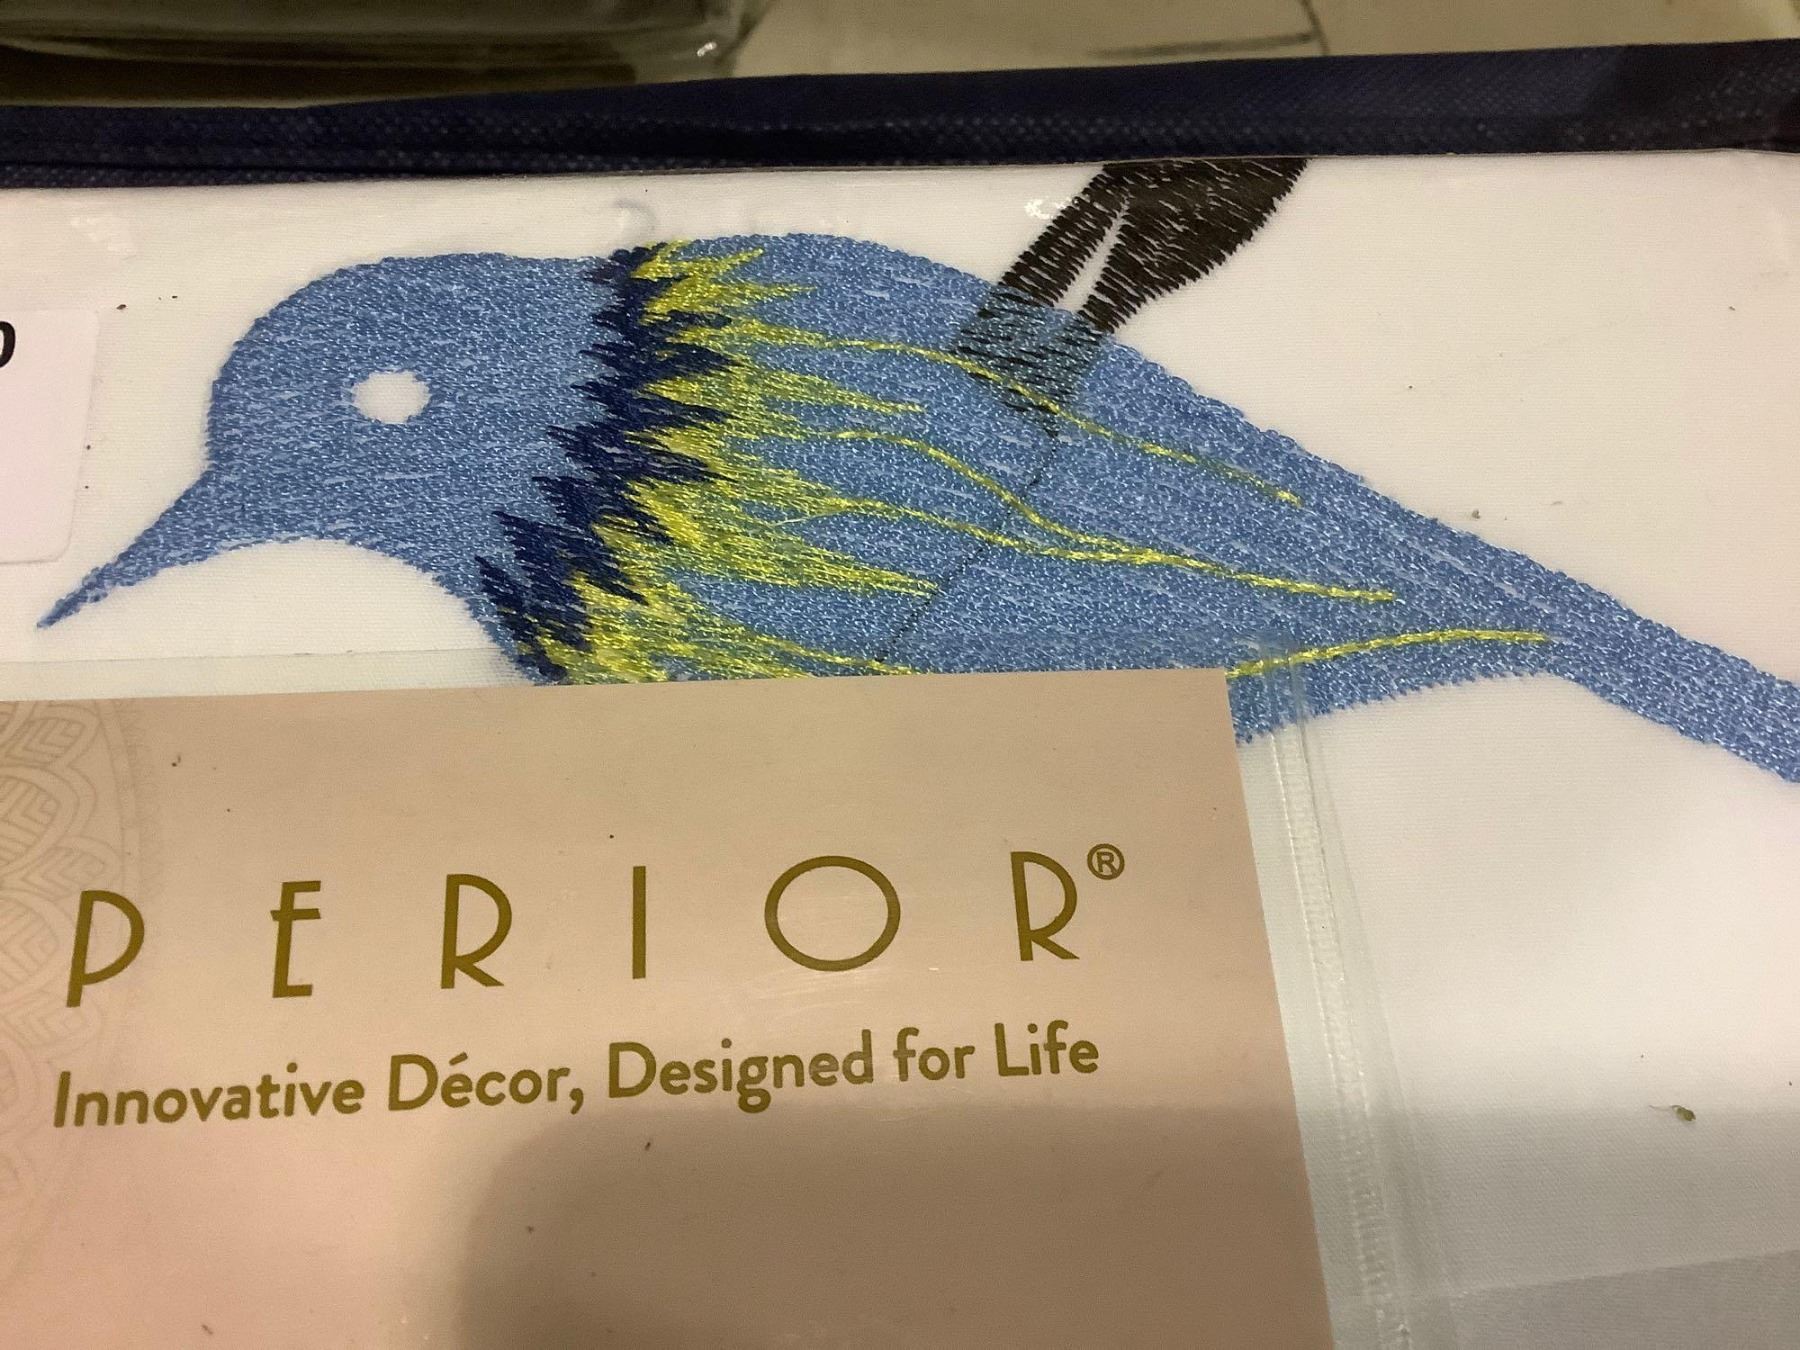 PERIOR®
Innovative Décor, Designed for Life